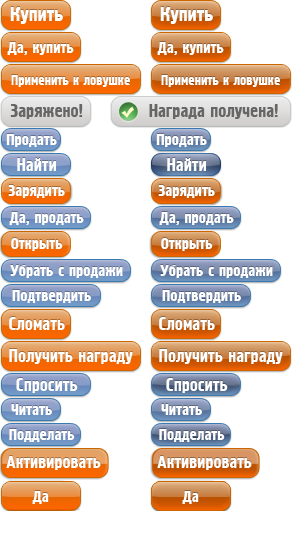 Купить Купить
Да, купить Да, купить
Применить к ловушке Применить к ловушке
Заряжено! Награда получена!
Продать Продать
Найти Найти
Зарядить Зарядить
Да, продать Да, продать
Открыть Открыть
Убрать с продажи Убрать с продажи
Подтвердить Подтвердить
Сломать Сломать
Получить награду Получить награду
Спросить Спросить
Читать Читать
Подделать Подделать
Активировать Активировать
Да Да